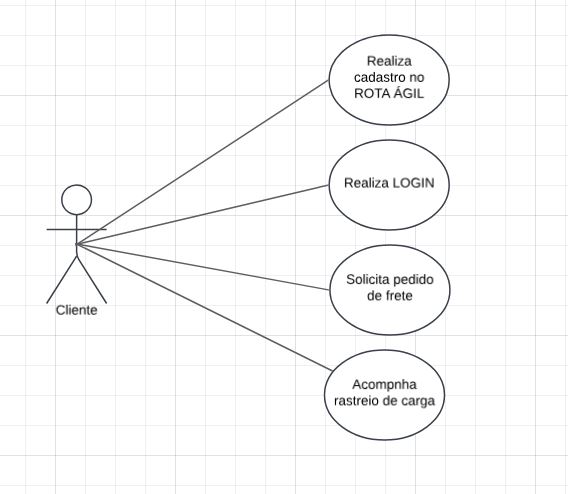 Realiza
cadastro no
ROTA ÁGIL
Realiza LOGIN
Solicita pedido
de frete
Cliente
Acompnha
rastreio de carga